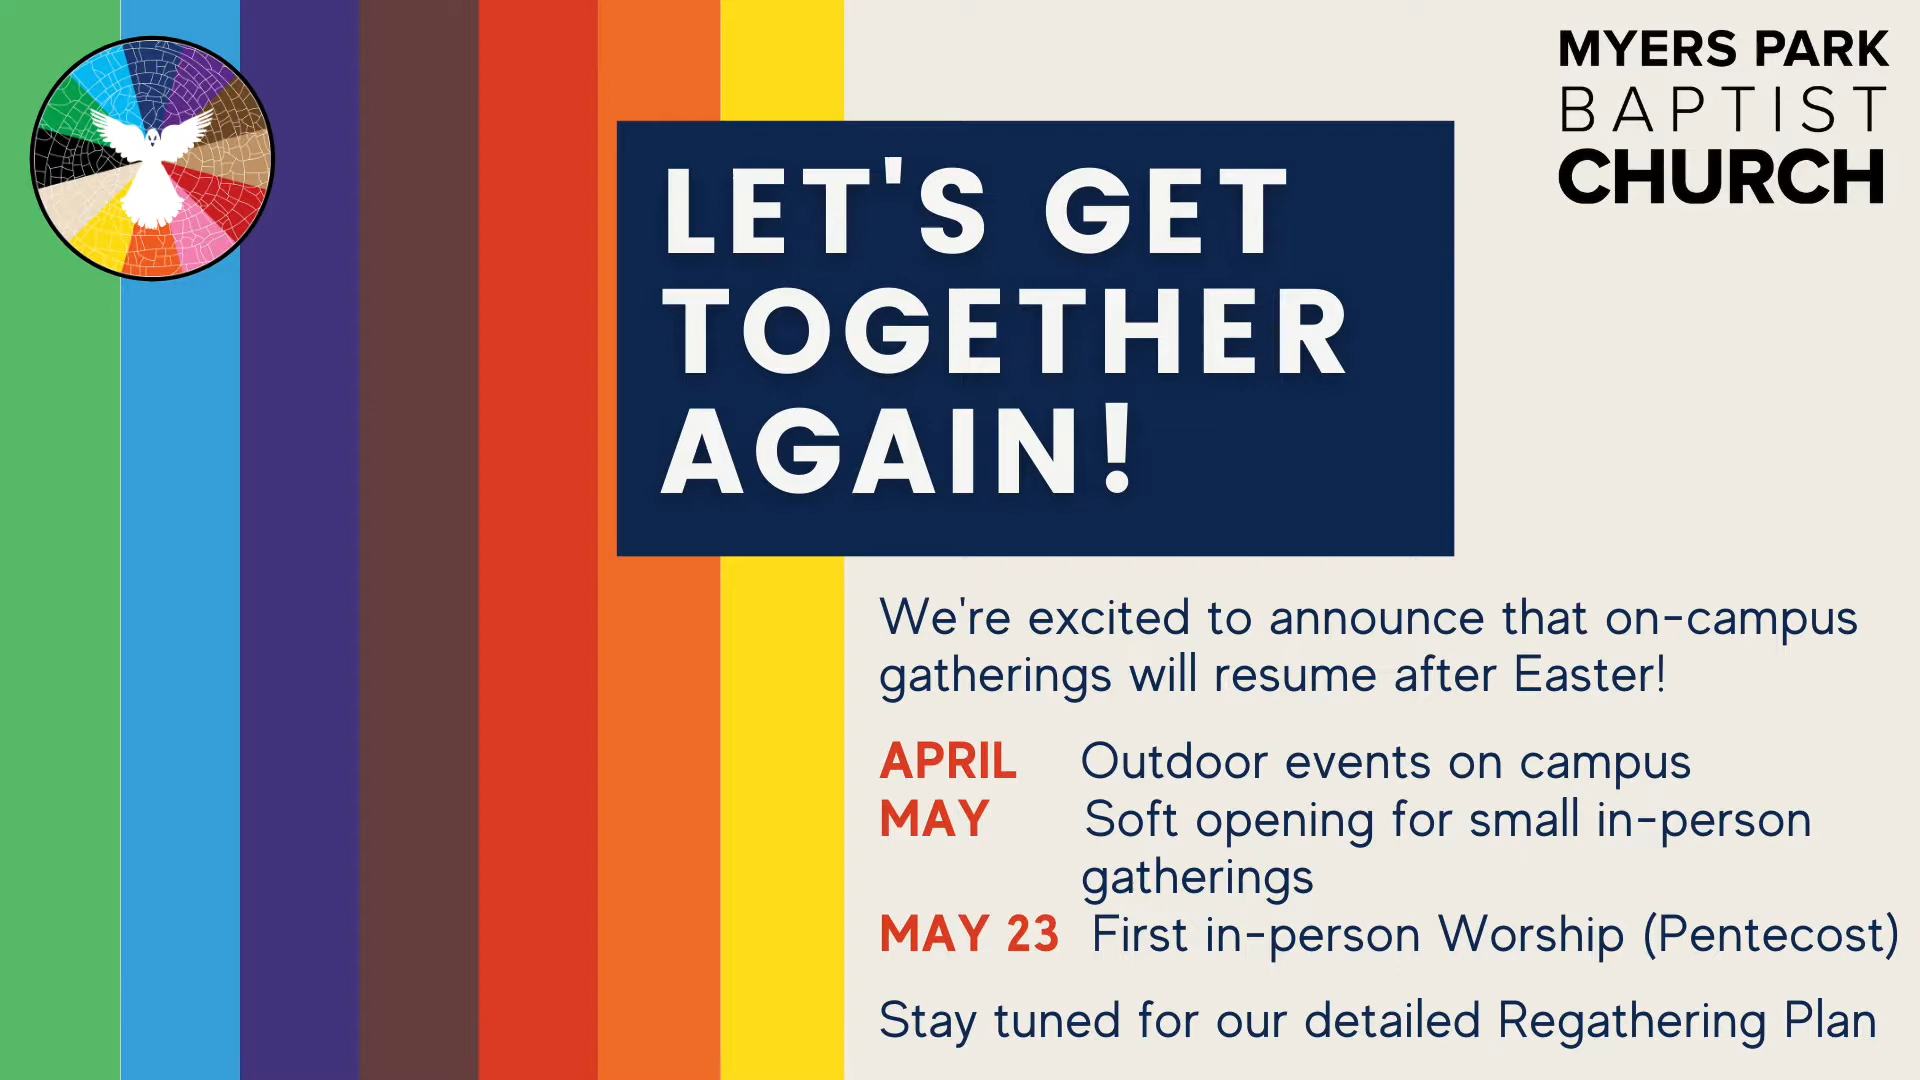 MYERS PARK
BAPTIST
CHURCH
LET'S GET
TOGETHER
AGAIN!
We're excited to announce that on-campus
gatherings will resume after Easter!
APRIL Outdoor events on campus
MAY Soft opening for small in-person
gatherings
MAY 23 First in-person Worship (Pentecost)
Stay tuned for our detailed Regathering Plan